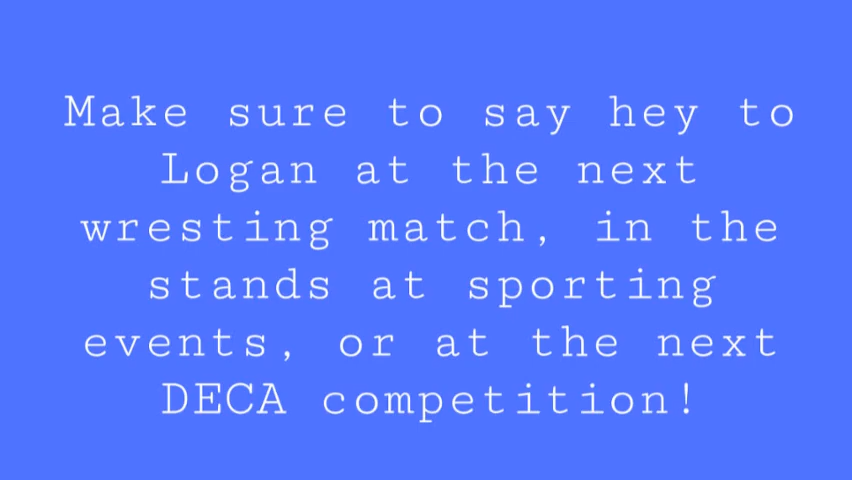 Make sure to say hey to
Logan at the next
wresting match, in the
stands at sporting
events, or at the next
DECA competition!